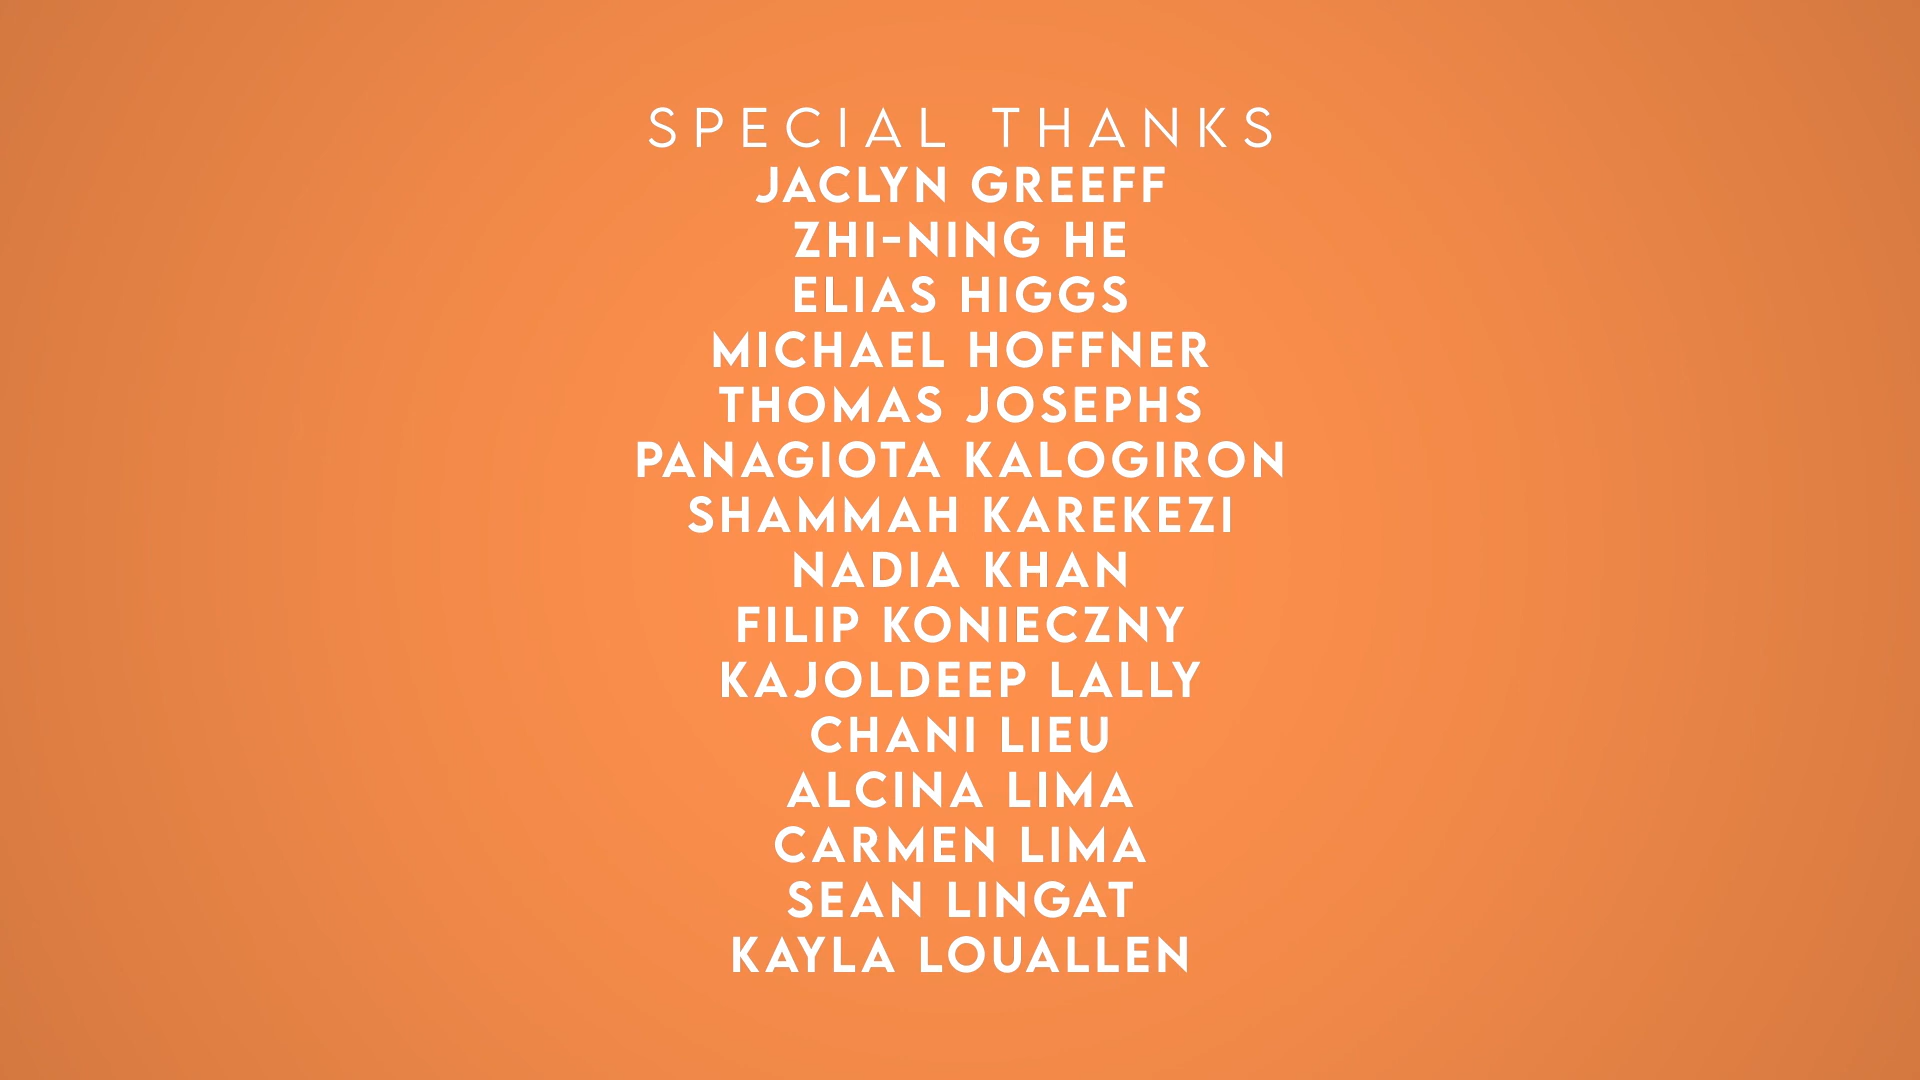 SPECIAL THANKS
JACLYN GREEFF
ZHI-NING HE
ELIAS HIGGS
MICHAEL HOFFNER
THOMAS JOSEPHS
PANAGIOTA KALOGIRON
SHAMMAH KAREKEZI
NADIA KHAN
FILIP KONIECZNY
KAJOLDEEP LALLY
CHANI LIEU
ALCINA LIMA
CARMEN LIMA
SEAN LINGAT
KAYLA LOUALLEN